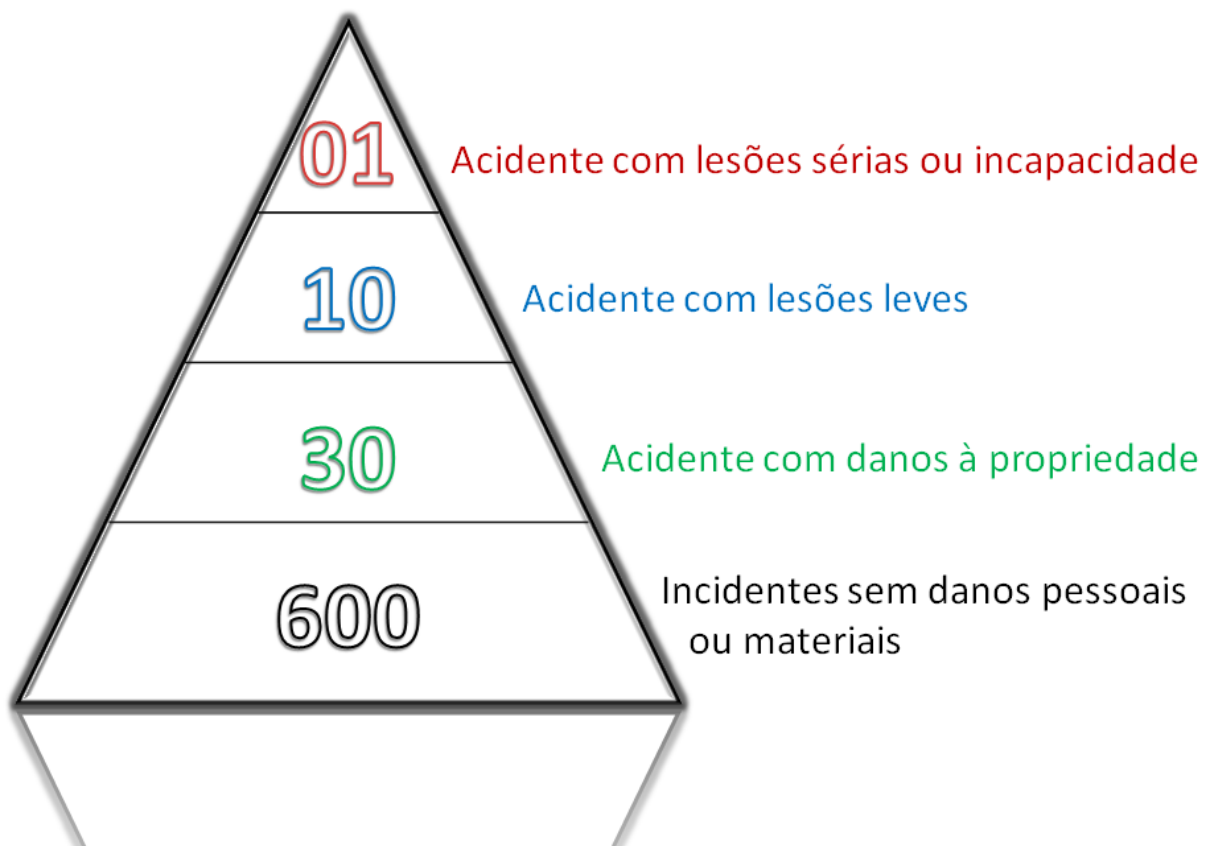 01
Acidente com lesões sérias ou incapacidade
10
Acidente com lesões leves
30
Acidente com danos à propriedade
600
Incidentes sem danos pessoais
ou materiais